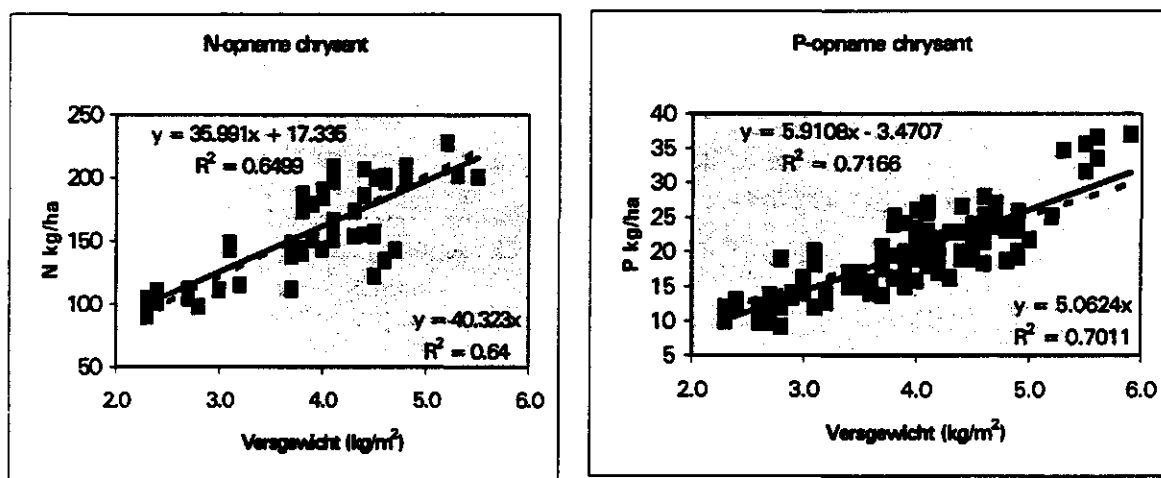 N-opname chrysant
250
200
150
100
50
N kg/ha
y = 35.991x + 17.335
R² = 0.6499
y = 40.323x
R² = 0.64
2.0 3.0 4.0 5.0 6.0
Versgewicht (kg/m²)
P-opname chrysant
40
35
30
25
20
15
10
5
P kg/ha
y = 5.9108x - 3.4707
R² = 0.7166
y = 5.0624x
R² = 0.7011
2.0 3.0 4.0 5.0 6.0
Versgewicht (kg/m²)